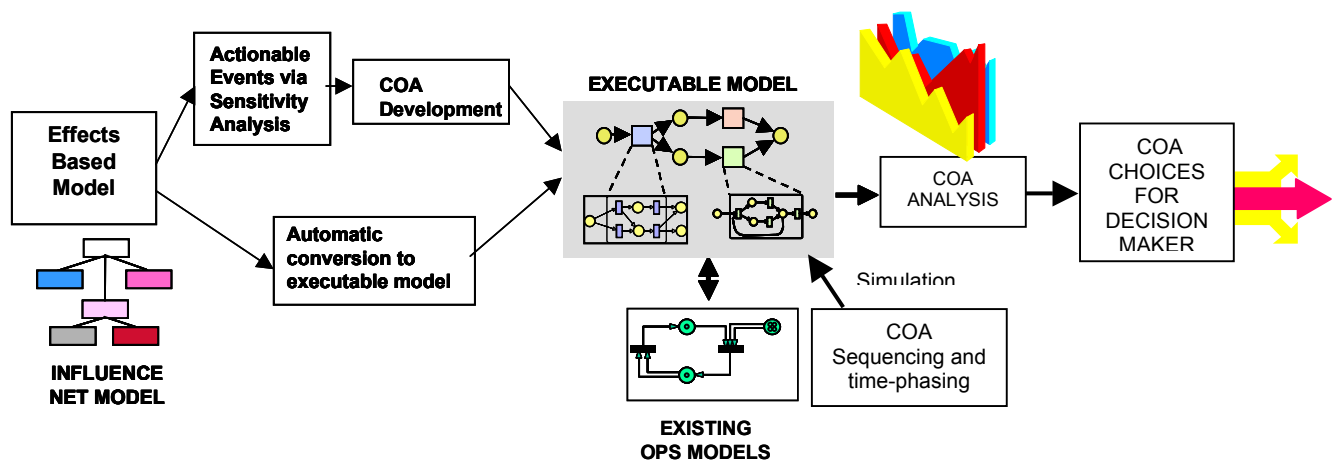 Effects
Based
Model
INFLUENCE
NET MODEL
Actionable
Events via
Sensitivity
Analysis
COA
Development
Automatic
conversion to
executable model
EXECUTABLE MODEL
EXISTING
OPS MODELS
Simulation
COA
Sequencing and
time-phasing
COA
ANALYSIS
COA
CHOICES
FOR
DECISION
MAKER